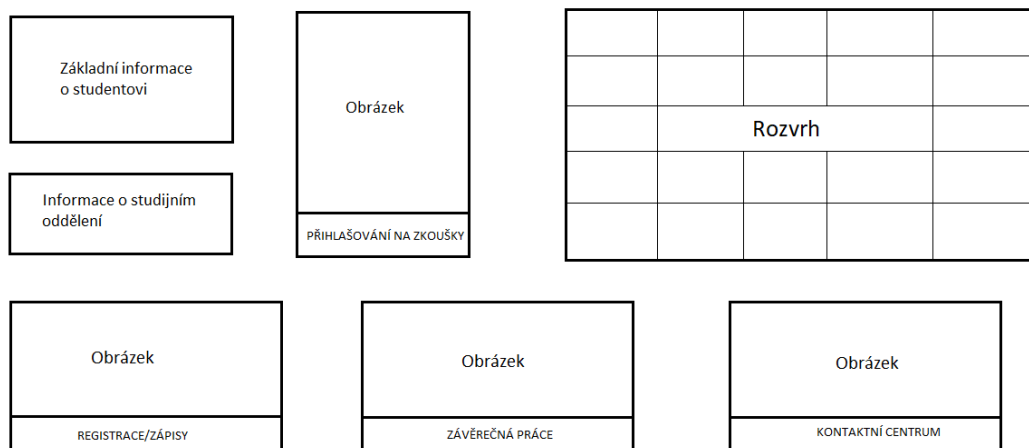 Základní informace
o studentovi
Informace o studijním
oddělení
Obrázek
PŘIHLAŠOVÁNÍ NA ZKOUŠKY
Rozvrh
Obrázek
REGISTRACE/ZÁPISY
Obrázek
ZÁVĚREČNÁ PRÁCE
Obrázek
KONTAKTNÍ CENTRUM